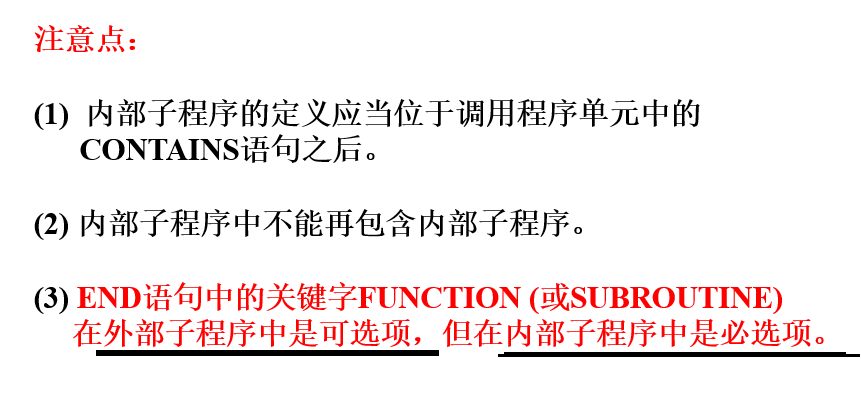 注意点：
(1) 内部子程序的定义应当位于调用程序单元中的
CONTAINS语句之后。
(2) 内部子程序中不能再包含内部子程序。
(3) END语句中的关键字FUNCTION (或SUBROUTINE)
在外部子程序中是可选项，但在内部子程序中是必选项。